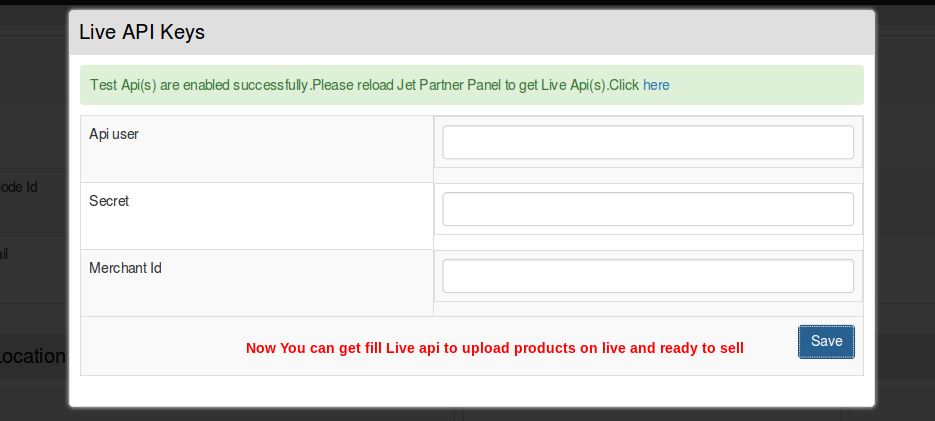 Live API Keys
Test Api(s) are enabled successfully.Please reload Jet Partner Panel to get Live Api(s).Click here
Api user
ode Id
Secret
ail
Merchant Id
Location
Now You can get fill Live api to upload products on live and ready to sell
Save